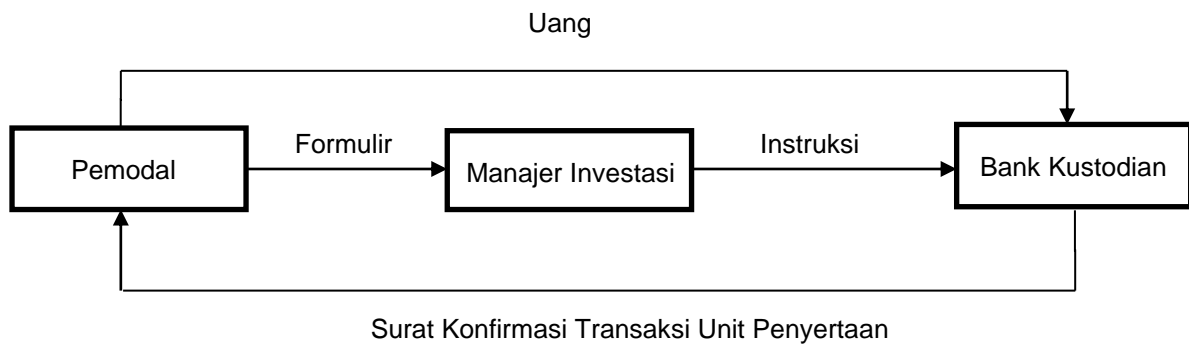 Uang
Formulir
Instruksi
Pemodal
Manajer Investasi
Bank Kustodian
Surat Konfirmasi Transaksi Unit Penyertaan